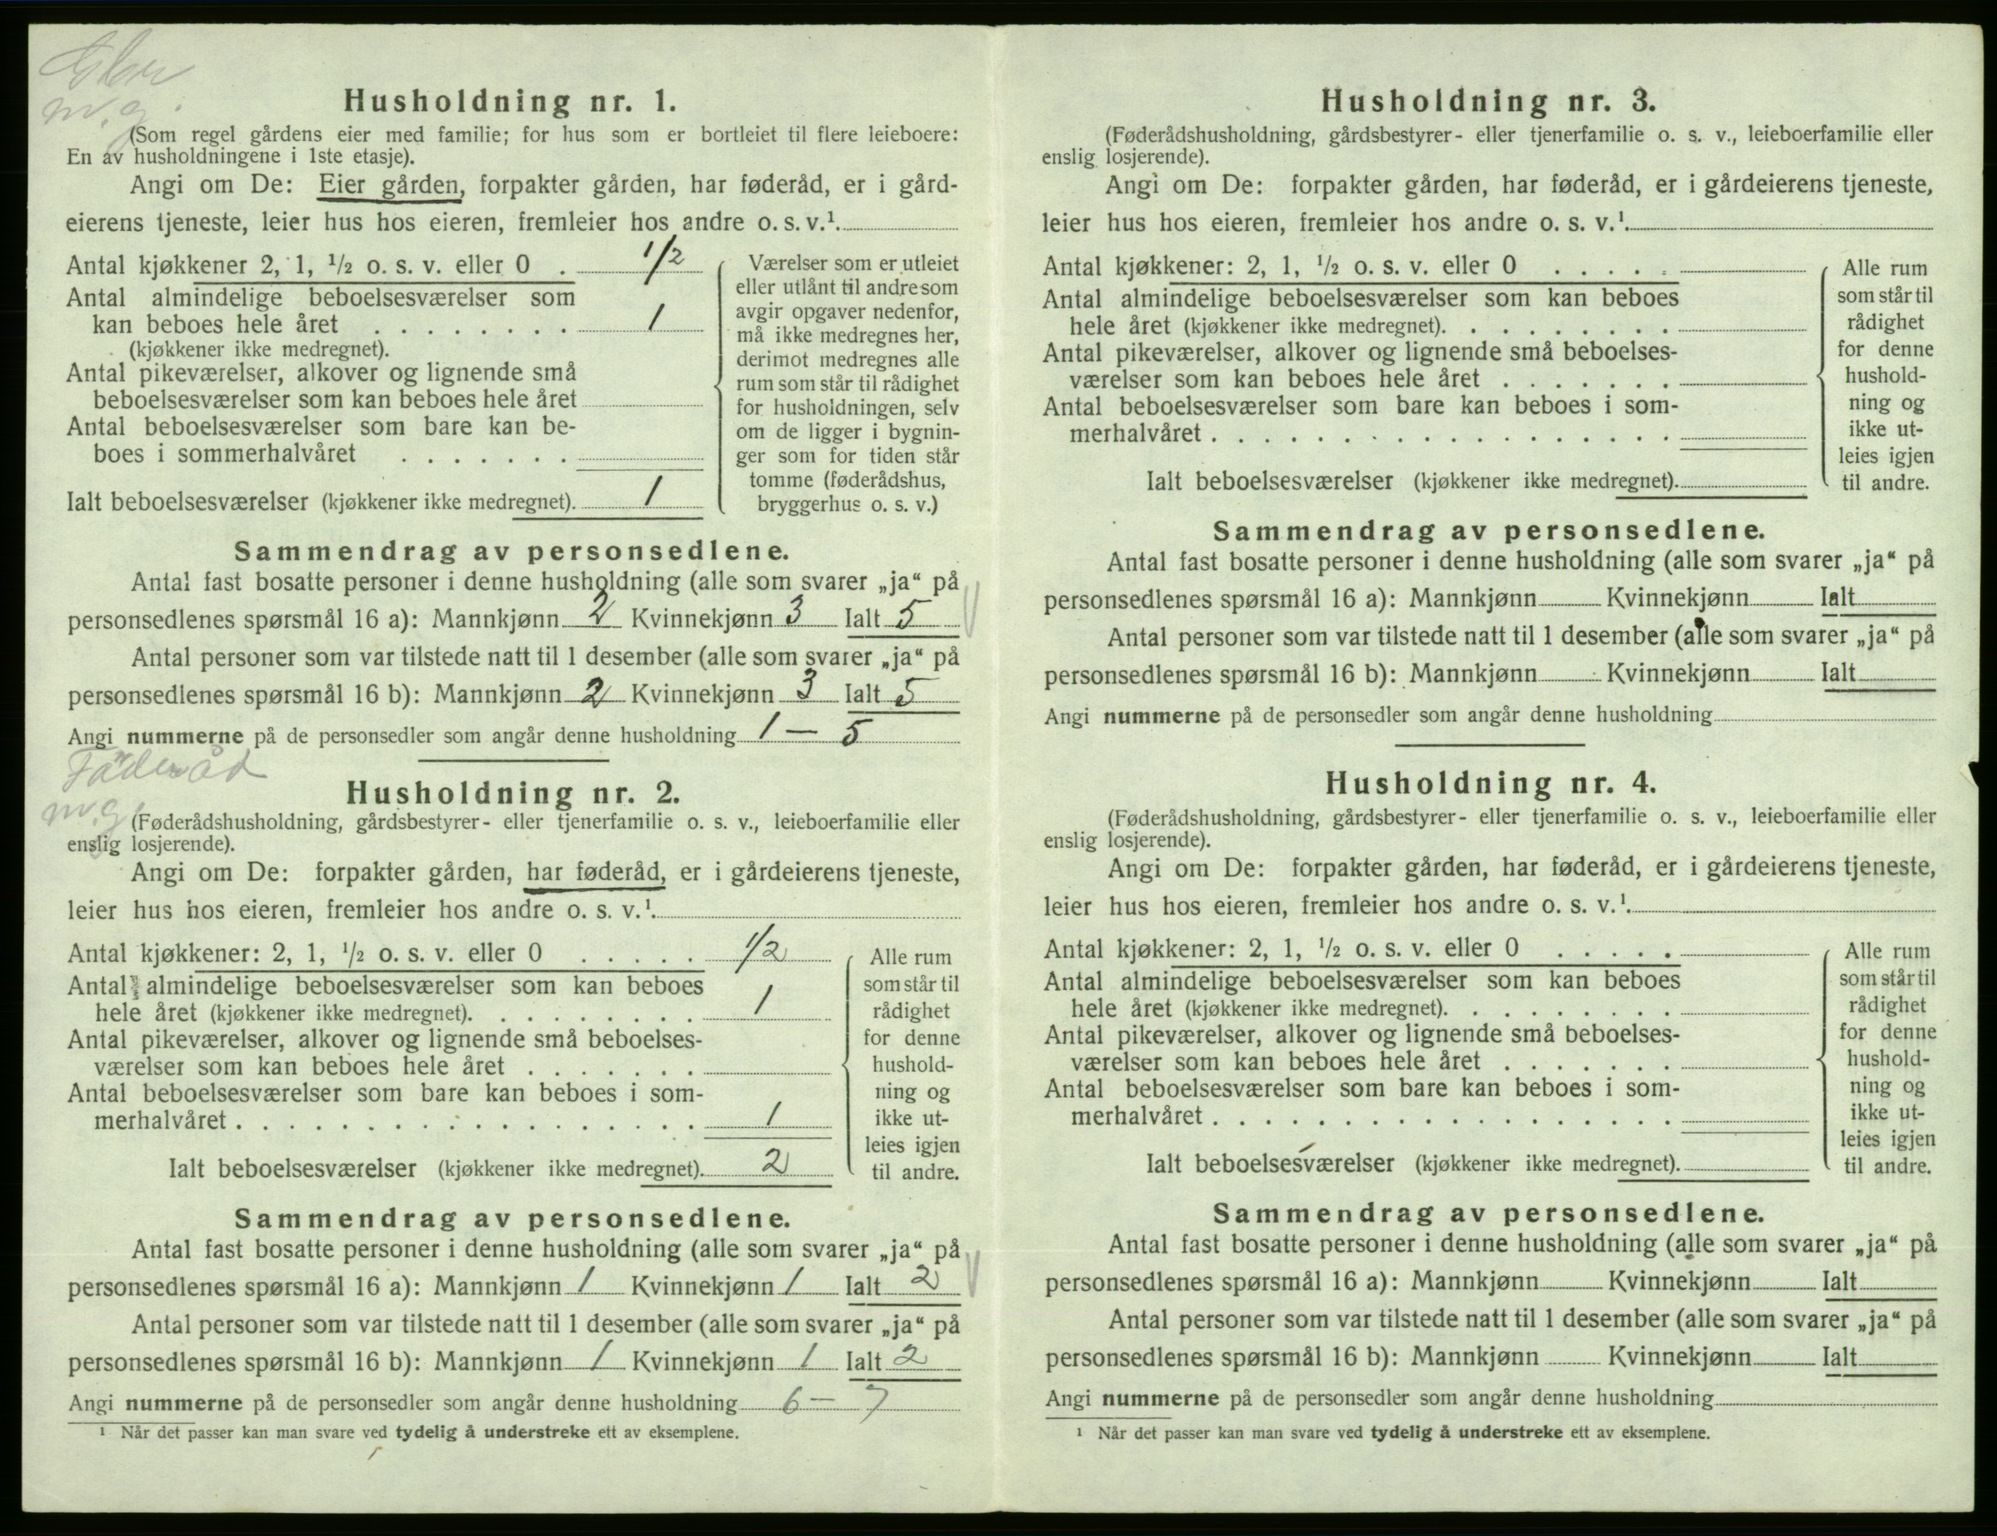 Eier
m.g.
Husholdning nr. 1.
(Som regel gårdens eier med familie; for hus som er bortleiet til flere leieboere:
En av husholdningene i 1ste etasje).
Angi om De: Eier gården, forpakter gården, har føderåd, er i gård-
eierens tjeneste, leier hus hos eieren, fremleier hos andre o. s. v.¹
Antal kjøkkener 2, 1, ½ o. s. v. eller 0 . 1/2
Antal almindelige beboelsesværelser som
kan beboes hele året . . . . . . . . 1
(kjøkkener ikke medregnet).
Antal pikeværelser, alkover og lignende små
beboelsesværelser som kan beboes hele året
Antal beboelsesværelser som bare kan be-
boes i sommerhalvåret . . . . . . .
Ialt beboelsesværelser (kjøkkener ikke medregnet). 1
Værelser som er utleiet
eller utlånt til andre som
avgir opgaver nedenfor,
må ikke medregnes her,
derimot medregnes alle
rum som står til rådighet
for husholdningen, selv
om de ligger i bygnin-
ger som for tiden står
tomme (føderådshus,
bryggerhus o. s. v.)
Sammendrag av personsedlene.
Antal fast bosatte personer i denne husholdning (alle som svarer „ja“ på
personsedlenes spørsmål 16 a): Mannkjønn 2 Kvinnekjønn 3 Ialt 5
Antal personer som var tilstede natt til 1 desember (alle som svarer „ja“ på
personsedlenes spørsmål 16 b): Mannkjønn 2 Kvinnekjønn 3 Ialt 5
Angi nummerne på de personsedler som angår denne husholdning 1 — 5
Föderåd
m.g.
Husholdning nr. 2.
(Føderådshusholdning, gårdsbestyrer- eller tjenerfamilie o. s. v., leieboerfamilie eller
enslig losjerende).
Angi om De: forpakter gården, har føderåd, er i gårdeierens tjeneste,
leier hus hos eieren, fremleier hos andre o. s. v.¹
Antal kjøkkener: 2, 1, ½ o. s. v. eller 0 . . . . . 1/2
Antal almindelige beboelsesværelser som kan beboes
hele året (kjøkkener ikke medregnet). . . . . . . . . 1
Antal pikeværelser, alkover og lignende små beboelses-
værelser som kan beboes hele året . . . . . . .
Antal beboelsesværelser som bare kan beboes i som-
merhalvåret . . . . . . . . . . . . . . . . . . 1
Ialt beboelsesværelser (kjøkkener ikke medregnet). 2
Alle rum
som står til
rådighet
for denne
hushold-
ning og
ikke ut-
leies igjen
til andre.
Sammendrag av personsedlene.
Antal fast bosatte personer i denne husholdning (alle som svarer „ja“ på
personsedlenes spørsmål 16 a): Mannkjønn 1 Kvinnekjønn 1 Ialt 2
Antal personer som var tilstede natt til 1 desember (alle som svarer „ja“ på
personsedlenes spørsmål 16 b): Mannkjønn 1 Kvinnekjønn 1 Ialt 2
Angi nummerne på de personsedler som angår denne husholdning 6 — 7
¹ Når det passer kan man svare ved tydelig å understreke ett av eksemplene.
Husholdning nr. 3.
(Føderådshusholdning, gårdsbestyrer- eller tjenerfamilie o. s. v., leieboerfamilie eller
enslig losjerende).
Angi om De: forpakter gården, har føderåd, er i gårdeierens tjeneste,
leier hus hos eieren, fremleier hos andre o. s. v.¹
Antal kjøkkener: 2, 1, ½ o. s. v. eller 0 . . . . .
Antal almindelige beboelsesværelser som kan beboes
hele året (kjøkkener ikke medregnet). . . . . . . . .
Antal pikeværelser, alkover og lignende små beboelses-
værelser som kan beboes hele året . . . . . . .
Antal beboelsesværelser som bare kan beboes i som-
merhalvåret . . . . . . . . . . . . . . . . . .
Ialt beboelsesværelser (kjøkkener ikke medregnet).
Alle rum
som står til
rådighet
for denne
hushold-
ning og
ikke ut-
leies igjen
til andre.
Sammendrag av personsedlene.
Antal fast bosatte personer i denne husholdning (alle som svarer „ja“ på
personsedlenes spørsmål 16 a): Mannkjønn Kvinnekjønn Ialt
Antal personer som var tilstede natt til 1 desember (alle som svarer „ja“ på
personsedlenes spørsmål 16 b): Mannkjønn Kvinnekjønn Ialt
Angi nummerne på de personsedler som angår denne husholdning
Husholdning nr. 4.
(Føderådshusholdning, gårdsbestyrer- eller tjenerfamilie o. s. v., leieboerfamilie eller
enslig losjerende).
Angi om De: forpakter gården, har føderåd, er i gårdeierens tjeneste,
leier hus hos eieren, fremleier hos andre o. s. v.¹
Antal kjøkkener: 2, 1, ½ o. s. v. eller 0 . . . . .
Antal almindelige beboelsesværelser som kan beboes
hele året (kjøkkener ikke medregnet). . . . . . . . .
Antal pikeværelser, alkover og lignende små beboelses-
værelser som kan beboes hele året . . . . . . .
Antal beboelsesværelser som bare kan beboes i som-
merhalvåret . . . . . . . . . . . . . . . . . .
Ialt beboelsesværelser (kjøkkener ikke medregnet).
Alle rum
som står til
rådighet
for denne
hushold-
ning og
ikke ut-
leies igjen
til andre.
Sammendrag av personsedlene.
Antal fast bosatte personer i denne husholdning (alle som svarer „ja“ på
personsedlenes spørsmål 16 a): Mannkjønn Kvinnekjønn Ialt
Antal personer som var tilstede natt til 1 desember (alle som svarer „ja“ på
personsedlenes spørsmål 16 b): Mannkjønn Kvinnekjønn Ialt
Angi nummerne på de personsedler som angår denne husholdning
¹ Når det passer kan man svare ved tydelig å understreke ett av eksemplene.